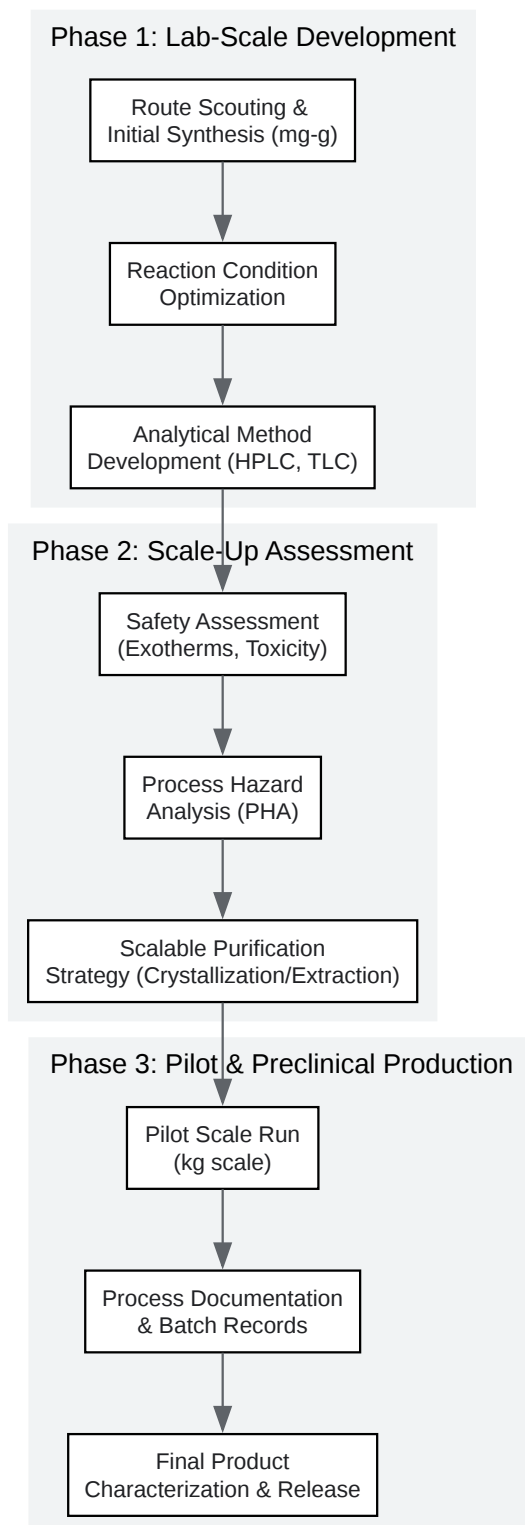 Phase 1: Lab-Scale Development
Route Scouting &
Initial Synthesis (mg-g)
Reaction Condition
Optimization
Analytical Method
Development (HPLC, TLC)
Phase 2: Scale-Up Assessment
Safety Assessment
(Exotherms, Toxicity)
Process Hazard
Analysis (PHA)
Scalable Purification
Strategy (Crystallization/Extraction)
Phase 3: Pilot & Preclinical Production
Pilot Scale Run
(kg scale)
Process Documentation
& Batch Records
Final Product
Characterization & Release